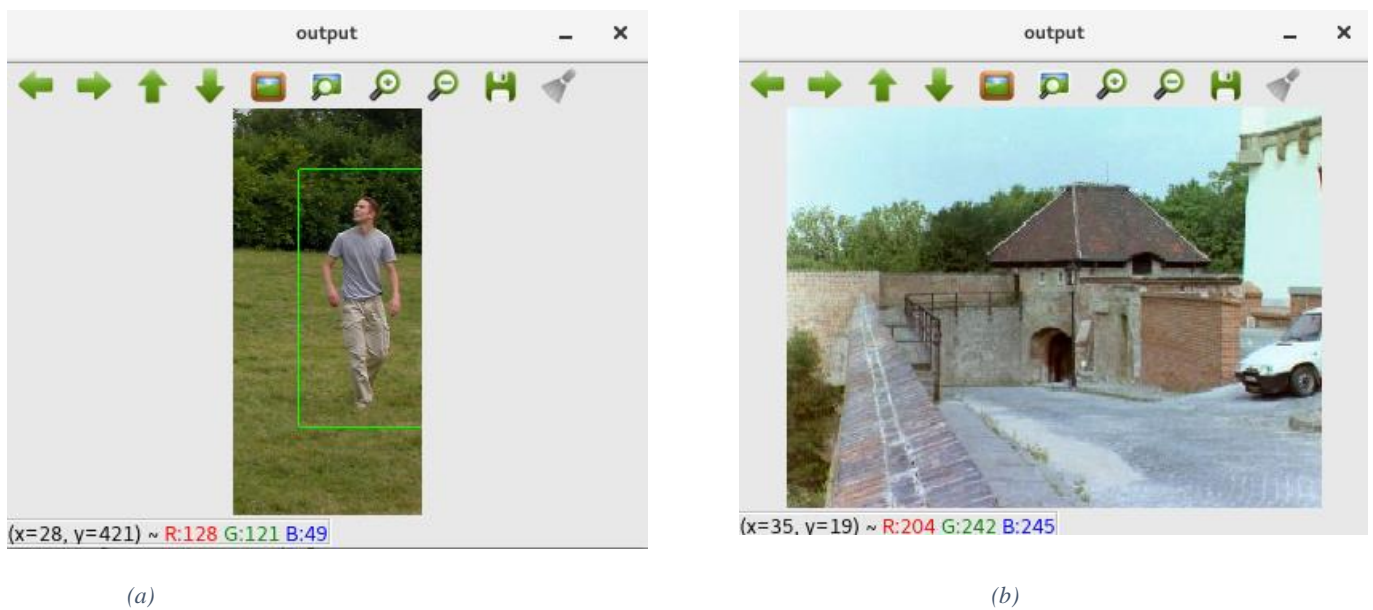 output
output
(x=28, y=421) ~ R:128 G:121 B:49
(x=35, y=19) ~ R:204 G:242 B:245
(a)
(b)